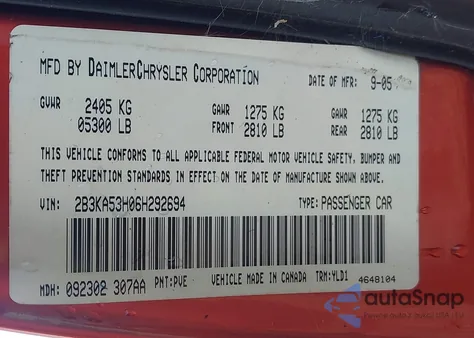 MFD BY DAIMLERCHRYSLER CORPORATION DATE OF MFR: 9-05
GVWR 2405 KG GAWR 1275 KG GAWR 1275 KG
05300 LB FRONT 2810 LB REAR 2810 LB
THIS VEHICLE CONFORMS TO ALL APPLICABLE FEDERAL MOTOR VEHICLE SAFETY, BUMPER AND
THEFT PREVENTION STANDARDS IN EFFECT ON THE DATE OF MANUFACTURE SHOWN ABOVE.
VIN: 2B3KA53H06H292694 TYPE: PASSENGER CAR
MDH: 092302 307AA PNT:PVE VEHICLE MADE IN CANADA TRM:YLD1 4648104
autoSnap